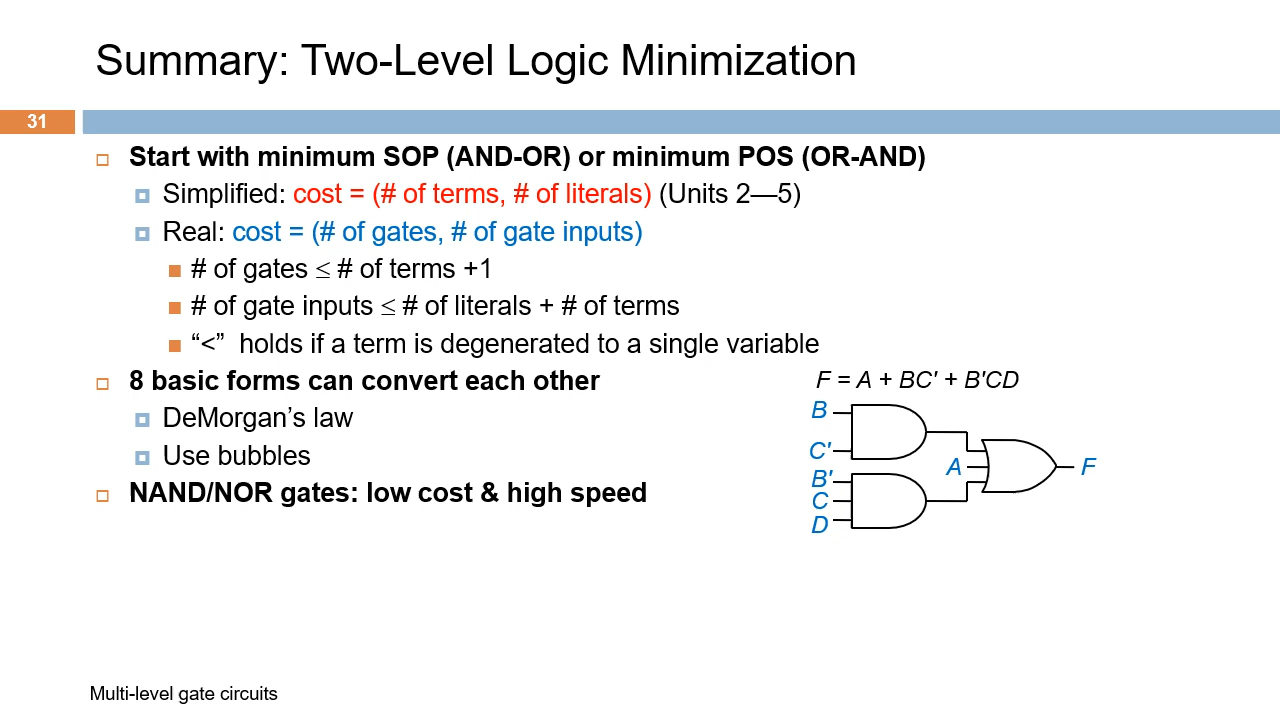 Summary: Two-Level Logic Minimization
31
Start with minimum SOP (AND-OR) or minimum POS (OR-AND)
Simplified: cost = (# of terms, # of literals) (Units 2—5)
Real: cost = (# of gates, # of gate inputs)
# of gates ≤ # of terms +1
# of gate inputs ≤ # of literals + # of terms
“<”  holds if a term is degenerated to a single variable
8 basic forms can convert each other
DeMorgan’s law
Use bubbles
NAND/NOR gates: low cost & high speed
F = A + BC' + B'CD
B
C'
A
F
B'
C
D
Multi-level gate circuits